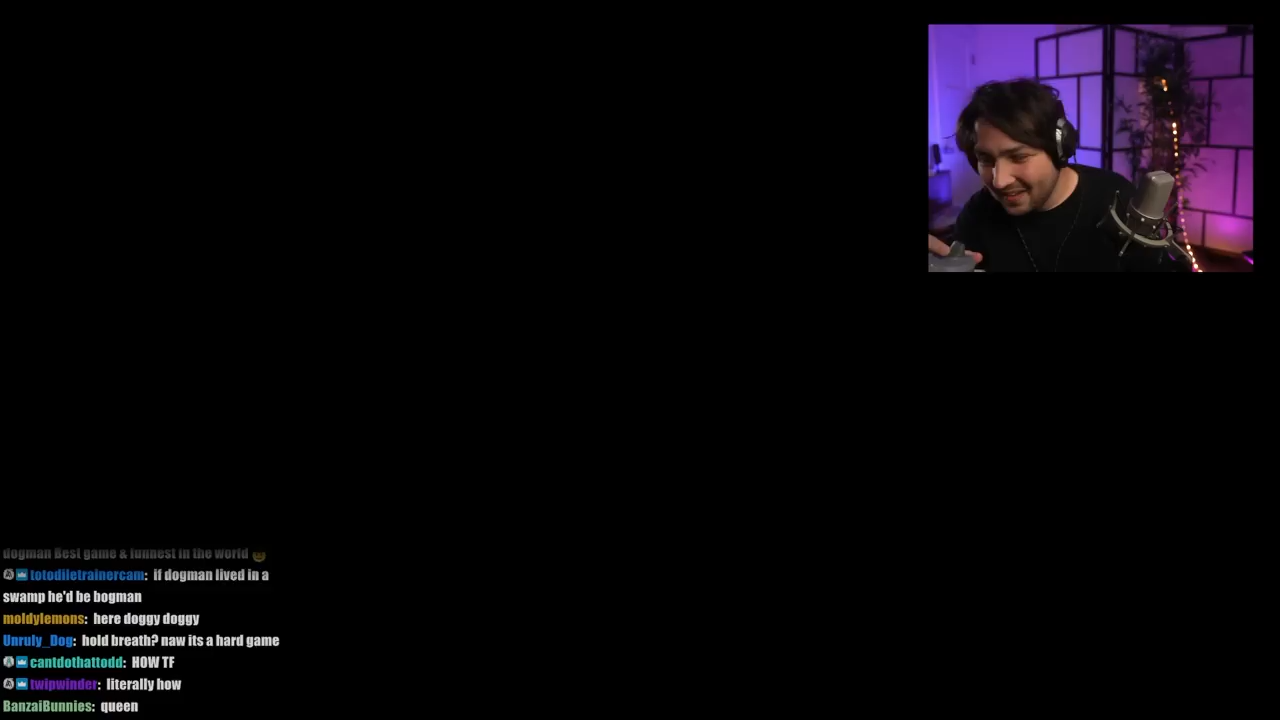 dogman Best game & funnest in the world
totodiletrainercam: if dogman lived in a
swamp he'd be bogman
moldylemons: here doggy doggy
Unruly_Dog: hold breath? naw its a hard game
cantdothattodd: HOW TF
twipwinder: literally how
BanzaiBunnies: queen